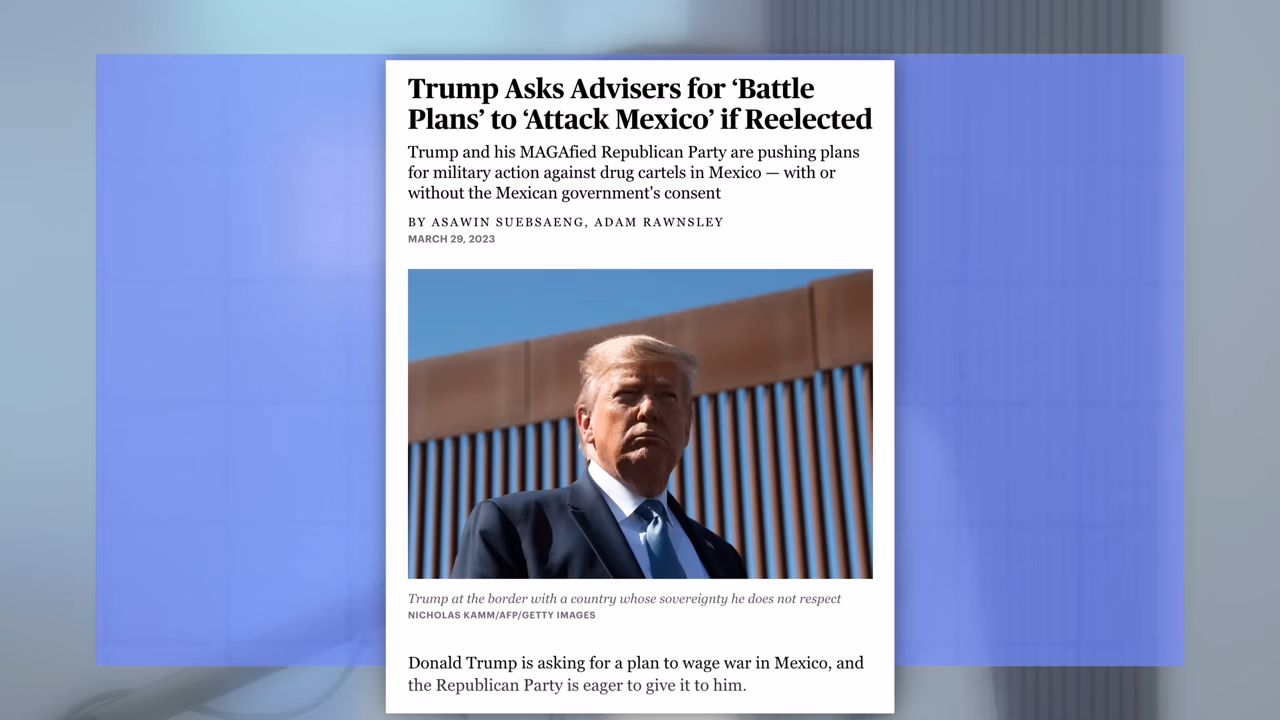 Trump Asks Advisers for ‘Battle
Plans’ to ‘Attack Mexico’ if Reelected
Trump and his MAGAfied Republican Party are pushing plans
for military action against drug cartels in Mexico — with or
without the Mexican government's consent
BY ASAWIN SUEBSAENG, ADAM RAWNSLEY
MARCH 29, 2023
Trump at the border with a country whose sovereignty he does not respect
NICHOLAS KAMM/AFP/GETTY IMAGES
Donald Trump is asking for a plan to wage war in Mexico, and
the Republican Party is eager to give it to him.